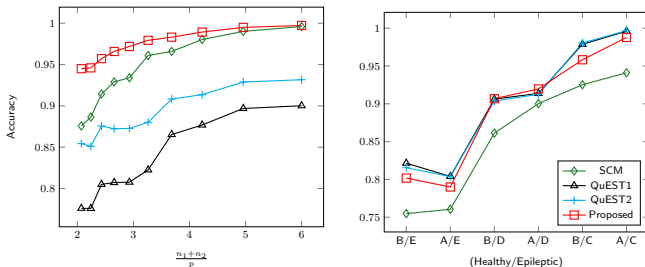 1
0.95
0.9
0.85
0.8
Accuracy
2 3 4 5 6
n₁+n₂
p
1
0.95
0.9
0.85
0.8
0.75
SCM
QuEST1
QuEST2
Proposed
B/E A/E B/D A/D B/C A/C
(Healthy/Epileptic)